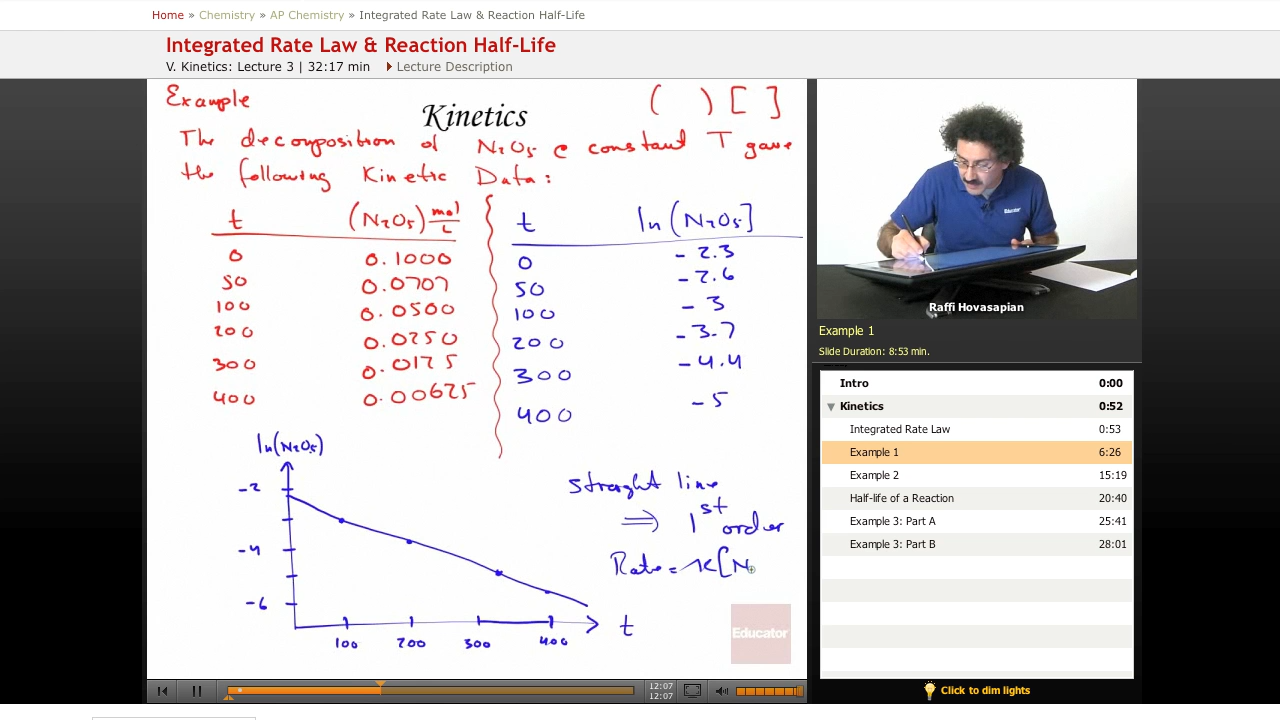 Home » Chemistry » AP Chemistry » Integrated Rate Law & Reaction Half-Life
Integrated Rate Law & Reaction Half-Life
V. Kinetics: Lecture 3 | 32:17 min Lecture Description
Example
Kinetics
( ) [ ]
The decomposition of N₂O₅ @ constant T gave
the following Kinetic Data:
t (N₂O₅) mol/L
0 0.1000
50 0.0707
100 0.0500
200 0.0250
300 0.0125
400 0.00625
t ln(N₂O₅]
0 -2.3
50 -2.6
100 -3
200 -3.7
300 -4.4
400 -5
ln(N₂O₅)
-2
-4
-6
100 200 300 400
t
straight line
⇒ 1st order
Rate = K[N
Educator
12:07
12:07
Educator
Raffi Hovasapian
Example 1
Slide Duration: 8:53 min.
Intro 0:00
Kinetics 0:52
Integrated Rate Law 0:53
Example 1 6:26
Example 2 15:19
Half-life of a Reaction 20:40
Example 3: Part A 25:41
Example 3: Part B 28:01
Click to dim lights